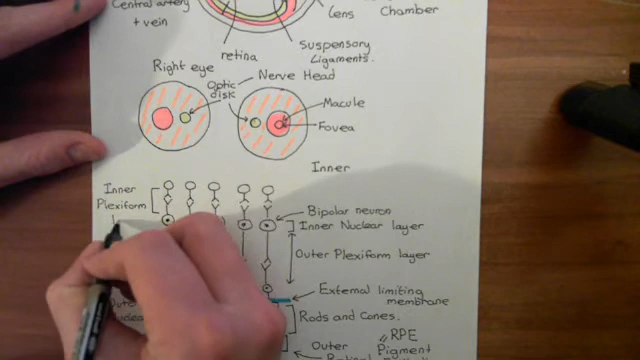 Central artery
+ vein
Lens
Chamber
retina
Suspensory
Ligaments.
Right eye
Optic
disk
Nerve Head
Macule
Fovea
Inner
Inner
Plexiform
Bipolar neuron
Inner Nuclear layer
Outer Plexiform layer
External limiting
membrane
Rods and Cones.
Outer
RPE
Pigment